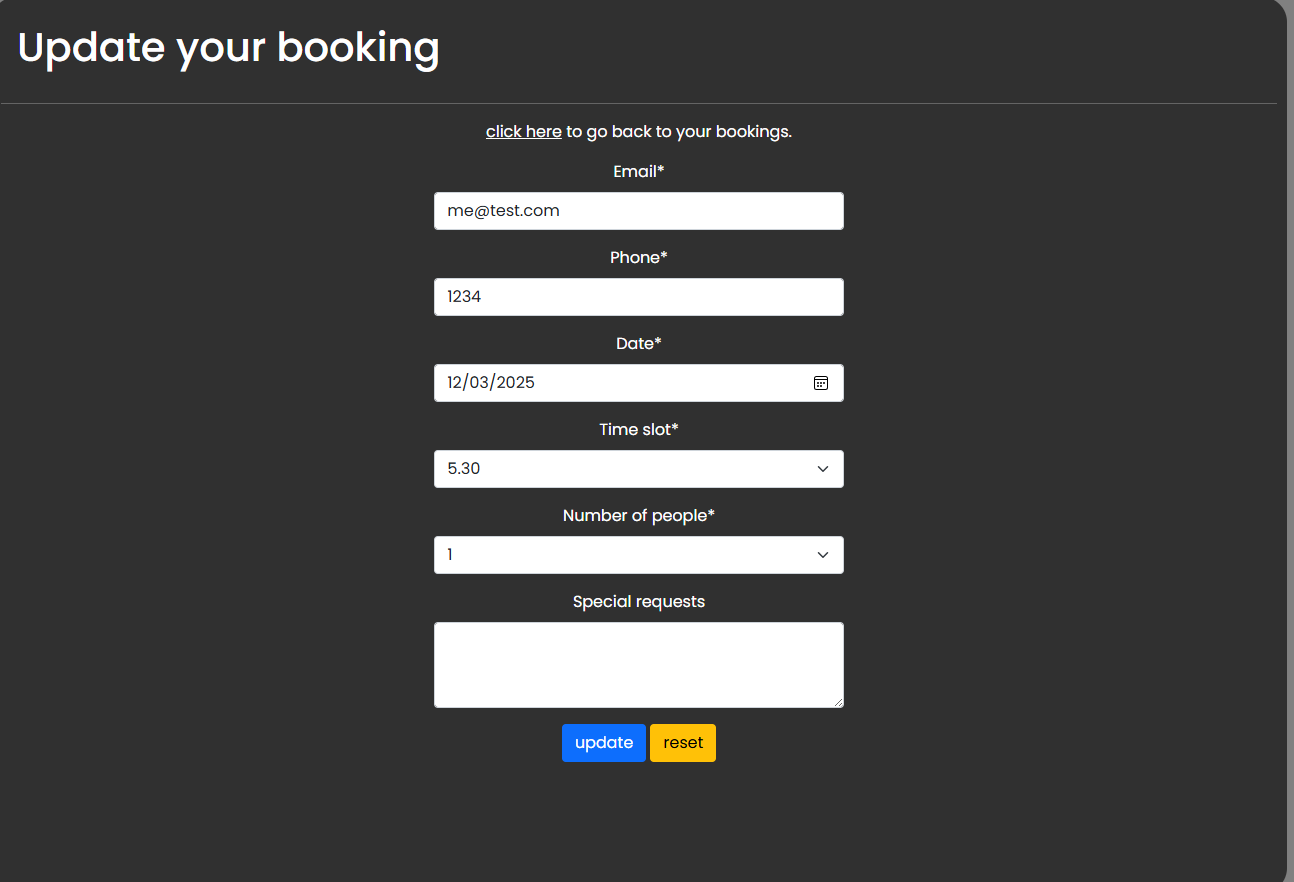 Update your booking
click here to go back to your bookings.
Email*
me@test.com
Phone*
1234
Date*
12/03/2025
Time slot*
5.30
Number of people*
1
Special requests
update reset